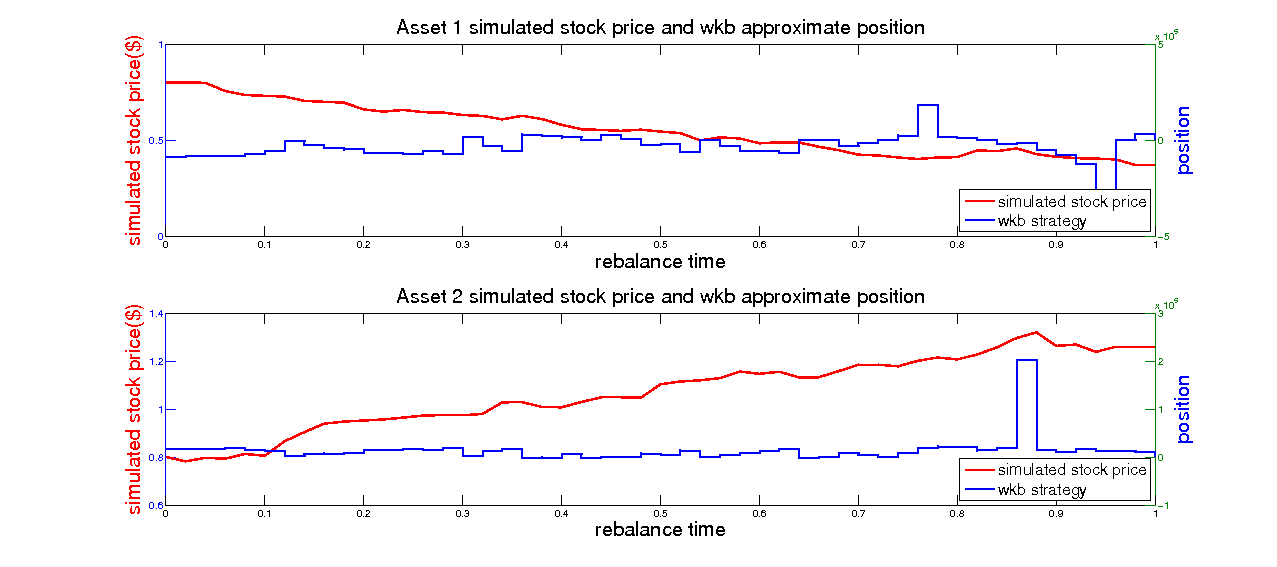 Asset 1 simulated stock price and wkb approximate position
simulated stock price($)
1
0.5
0
x 10
5
0
-5
position
simulated stock price
wkb strategy
0 0.1 0.2 0.3 0.4 0.5 0.6 0.7 0.8 0.9 1
rebalance time
Asset 2 simulated stock price and wkb approximate position
simulated stock price($)
1.4
1.2
1
0.8
0.6
x 10
3
2
1
0
-1
position
simulated stock price
wkb strategy
0 0.1 0.2 0.3 0.4 0.5 0.6 0.7 0.8 0.9 1
rebalance time